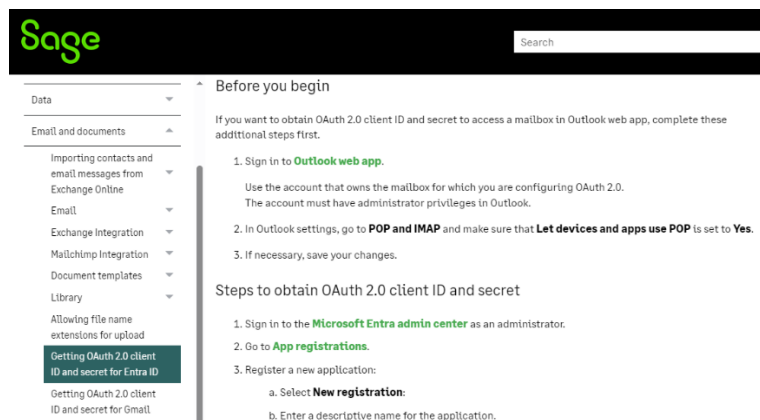 Sage
Search
Data
Email and documents
Importing contacts and
email messages from
Exchange Online
Email
Exchange Integration
Mailchimp Integration
Document templates
Library
Allowing file name
extensions for upload
Getting OAuth 2.0 client
ID and secret for Entra ID
Getting OAuth 2.0 client
ID and secret for Gmail
Before you begin
If you want to obtain OAuth 2.0 client ID and secret to access a mailbox in Outlook web app, complete these
additional steps first.
1. Sign in to Outlook web app.
Use the account that owns the mailbox for which you are configuring OAuth 2.0.
The account must have administrator privileges in Outlook.
2. In Outlook settings, go to POP and IMAP and make sure that Let devices and apps use POP is set to Yes.
3. If necessary, save your changes.
Steps to obtain OAuth 2.0 client ID and secret
1. Sign in to the Microsoft Entra admin center as an administrator.
2. Go to App registrations.
3. Register a new application:
a. Select New registration:
b. Enter a descriptive name for the application.